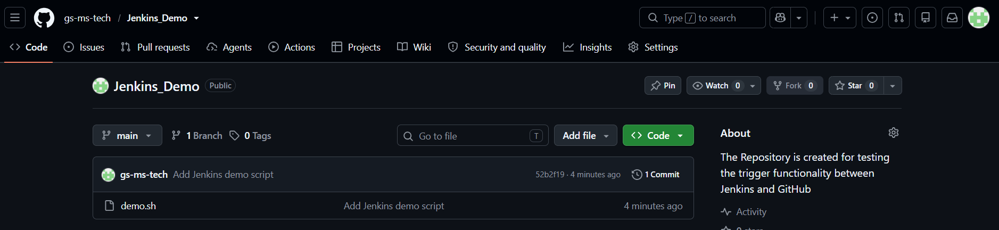 gs-ms-tech / Jenkins_Demo
Type / to search
Code Issues Pull requests Agents Actions Projects Wiki Security and quality Insights Settings
Jenkins_Demo Public
Pin Watch 0 Fork 0 Star 0
main 1 Branch 0 Tags Go to file T Add file Code
gs-ms-tech Add Jenkins demo script 52b2f19 · 4 minutes ago 1 Commit
demo.sh Add Jenkins demo script 4 minutes ago
About
The Repository is created for testing
the trigger functionality between
Jenkins and GitHub
Activity
0 stars